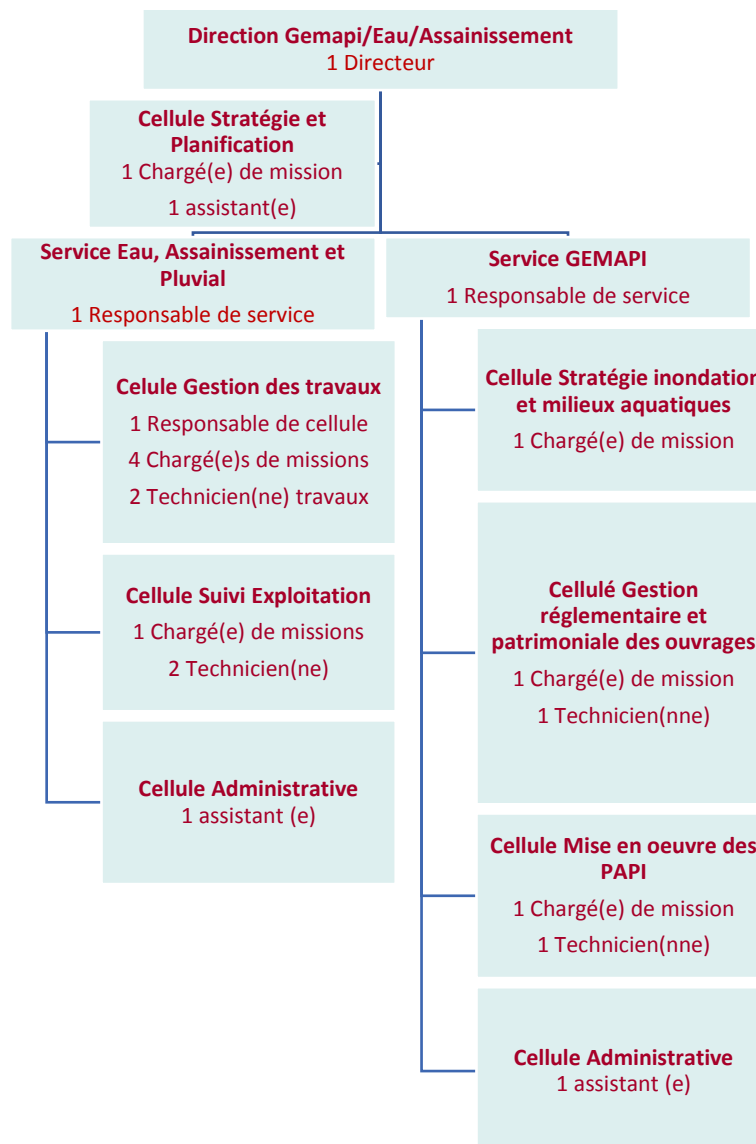 Direction Gemapi/Eau/Assainissement
1 Directeur
Cellule Stratégie et
Planification
1 Chargé(e) de mission
1 assistant(e)
Service Eau, Assainissement et
Pluvial
1 Responsable de service
Celule Gestion des travaux
1 Responsable de cellule
4 Chargé(e)s de missions
2 Technicien(ne) travaux
Cellule Suivi Exploitation
1 Chargé(e) de missions
2 Technicien(ne)
Cellule Administrative
1 assistant (e)
Service GEMAPI
1 Responsable de service
Cellule Stratégie inondation
et milieux aquatiques
1 Chargé(e) de mission
Cellulé Gestion
réglementaire et
patrimoniale des ouvrages
1 Chargé(e) de mission
1 Technicien(nne)
Cellule Mise en oeuvre des
PAPI
1 Chargé(e) de mission
1 Technicien(nne)
Cellule Administrative
1 assistant (e)